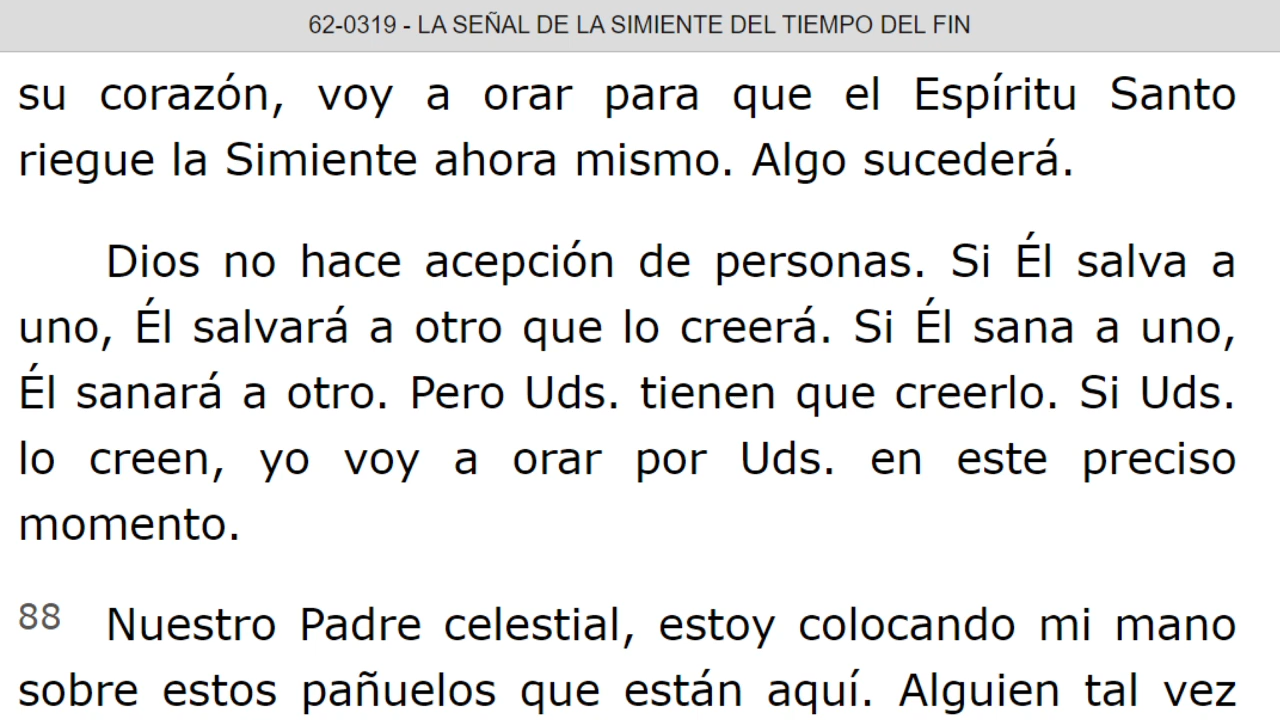 62-0319 - LA SEÑAL DE LA SIMIENTE DEL TIEMPO DEL FIN
su corazón, voy a orar para que el Espíritu Santo
riegue la Simiente ahora mismo. Algo sucederá.
Dios no hace acepción de personas. Si Él salva a
uno, Él salvará a otro que lo creerá. Si Él sana a uno,
Él sanará a otro. Pero Uds. tienen que creerlo. Si Uds.
lo creen, yo voy a orar por Uds. en este preciso
momento.
88 Nuestro Padre celestial, estoy colocando mi mano
sobre estos pañuelos que están aquí. Alguien tal vez